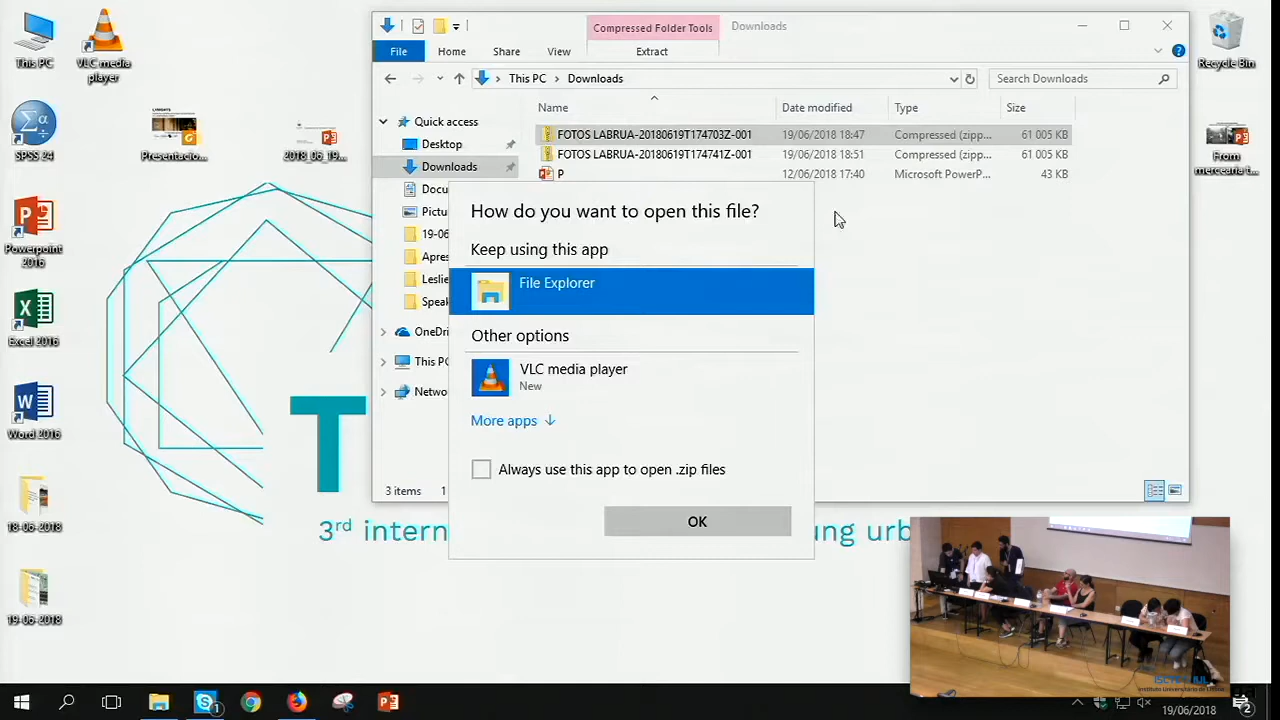 This PC
VLC media player
SPSS 24
Presentacio...
2018_06_19...
Powerpoint 2016
Excel 2016
Word 2016
18-06-2018
19-06-2018
Compressed Folder Tools
Downloads
File
Home
Share
View
Extract
This PC
Downloads
Search Downloads
Name
Date modified
Type
Size
Quick access
Desktop
Downloads
Docu
Pictu
19-06
Apres
Leslie
Speak
OneDri
This PC
Netwo
FOTOS LABRUA-20180619T174703Z-001 19/06/2018 18:47 Compressed (zipp... 61 005 KB
FOTOS LABRUA-20180619T174741Z-001 19/06/2018 18:51 Compressed (zipp... 61 005 KB
P 12/06/2018 17:40 Microsoft PowerP... 43 KB
How do you want to open this file?
Keep using this app
File Explorer
Other options
VLC media player
New
More apps
Always use this app to open .zip files
OK
3 items 1
T
3rd intern
ung urb
Recycle Bin
From mercearia t...
Instituto Universitário de Lisboa
19/06/2018
1
2